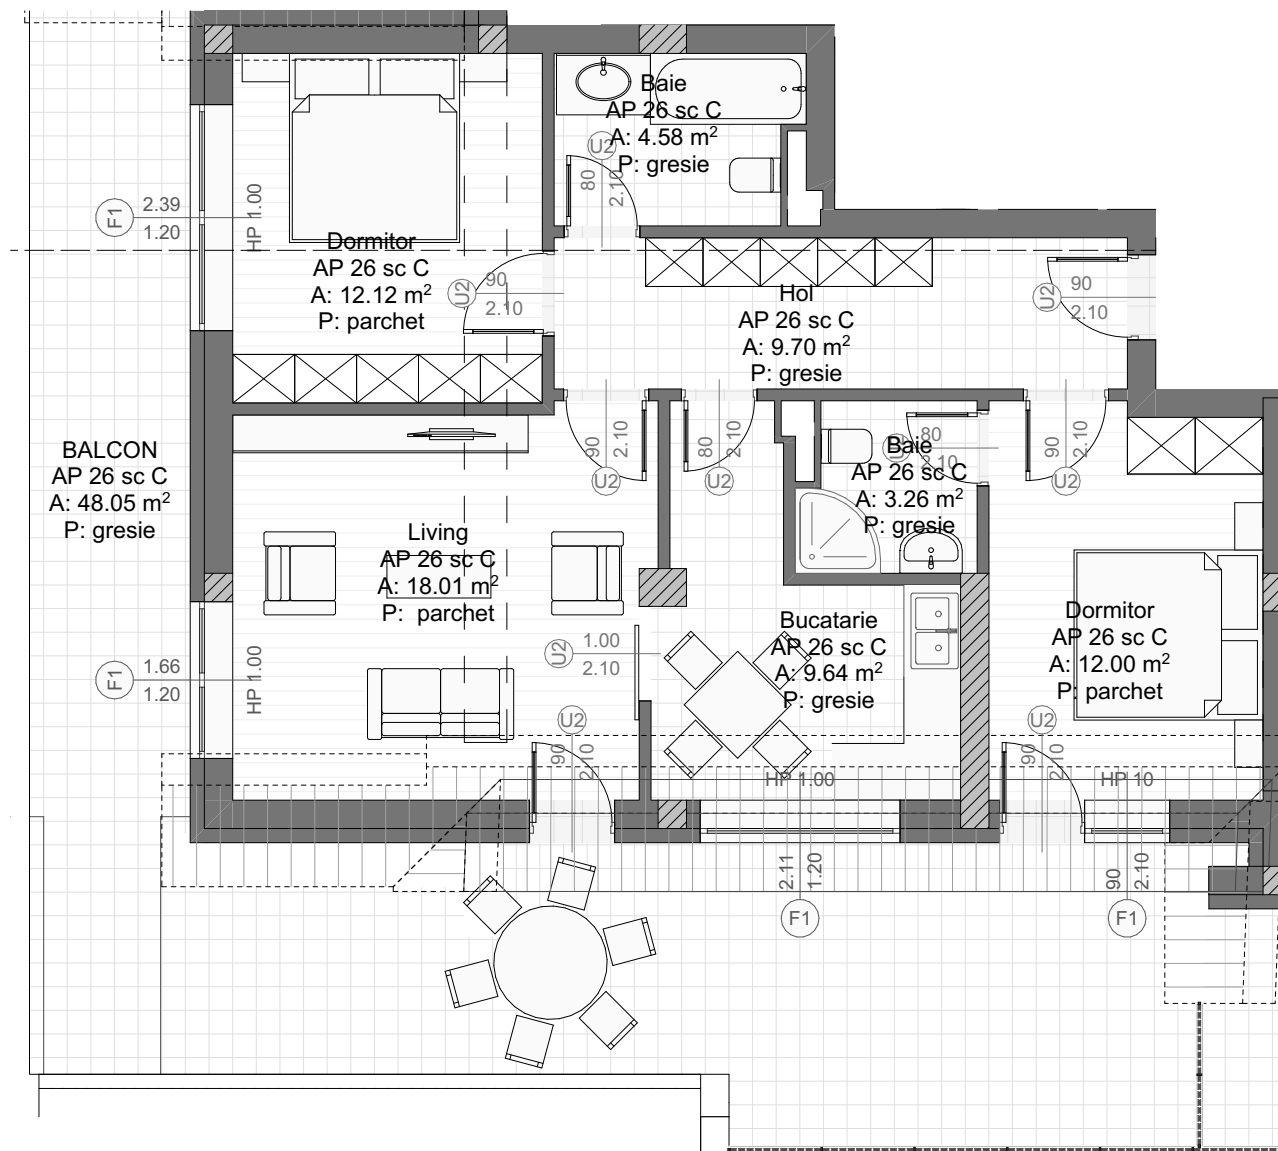 Baie
AP 26 sc C
A: 4.58 m²
P: gresie
U2
80
2.10
F1
2.39
1.20
HP 1.00
Dormitor
AP 26 sc C
A: 12.12 m²
P: parchet
U2
90
2.10
Hol
AP 26 sc C
A: 9.70 m²
P: gresie
U2
90
2.10
BALCON
AP 26 sc C
A: 48.05 m²
P: gresie
90
2.10
U2
80
2.10
U2
Baie
AP 26 sc C
A: 3.26 m²
P: gresie
U2
80
2.10
90
2.10
U2
Living
AP 26 sc C
A: 18.01 m²
P: parchet
U2
1.00
2.10
Bucatarie
AP 26 sc C
A: 9.64 m²
P: gresie
Dormitor
AP 26 sc C
A: 12.00 m²
P: parchet
F1
1.66
1.20
HP 1.00
U2
90
2.10
HP 1.00
U2
90
2.10
HP 10
2.11
1.20
F1
90
2.10
F1